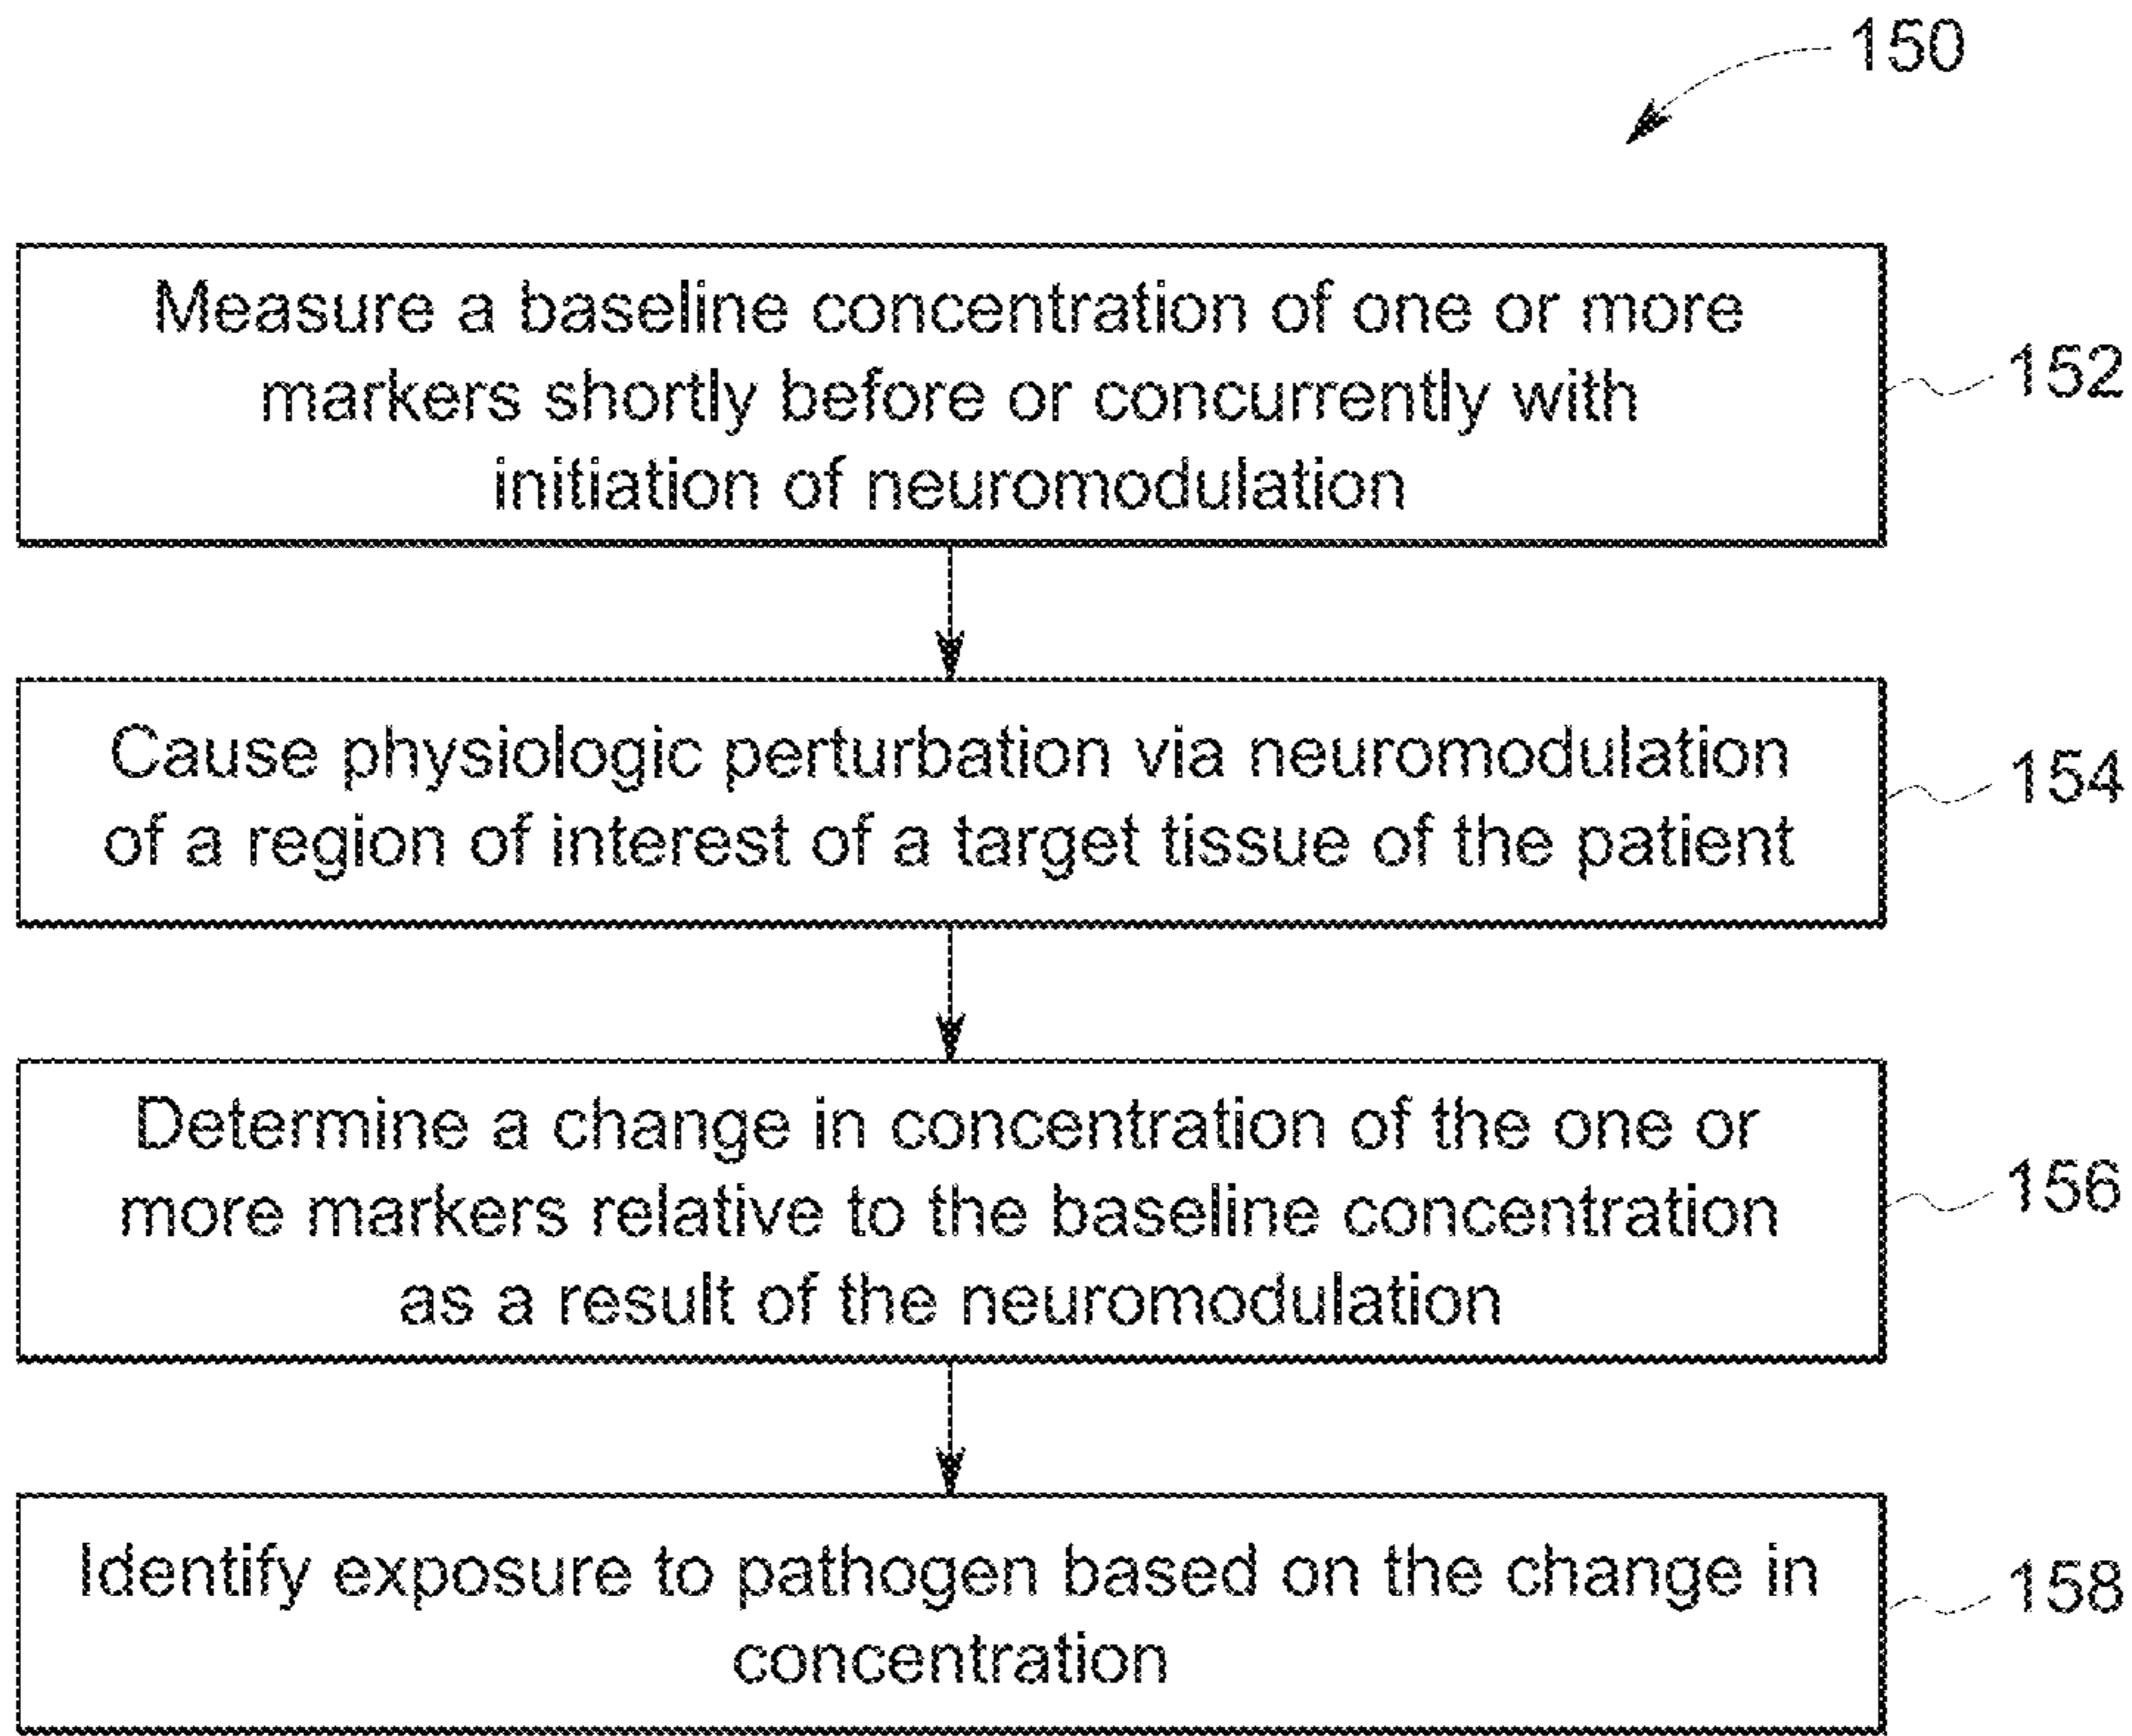 150
Measure a baseline concentration of one or more
markers shortly before or concurrently with
initiation of neuromodulation
152
Cause physiologic perturbation via neuromodulation
of a region of interest of a target tissue of the patient
154
Determine a change in concentration of the one or
more markers relative to the baseline concentration
as a result of the neuromodulation
156
Identify exposure to pathogen based on the change in
concentration
158